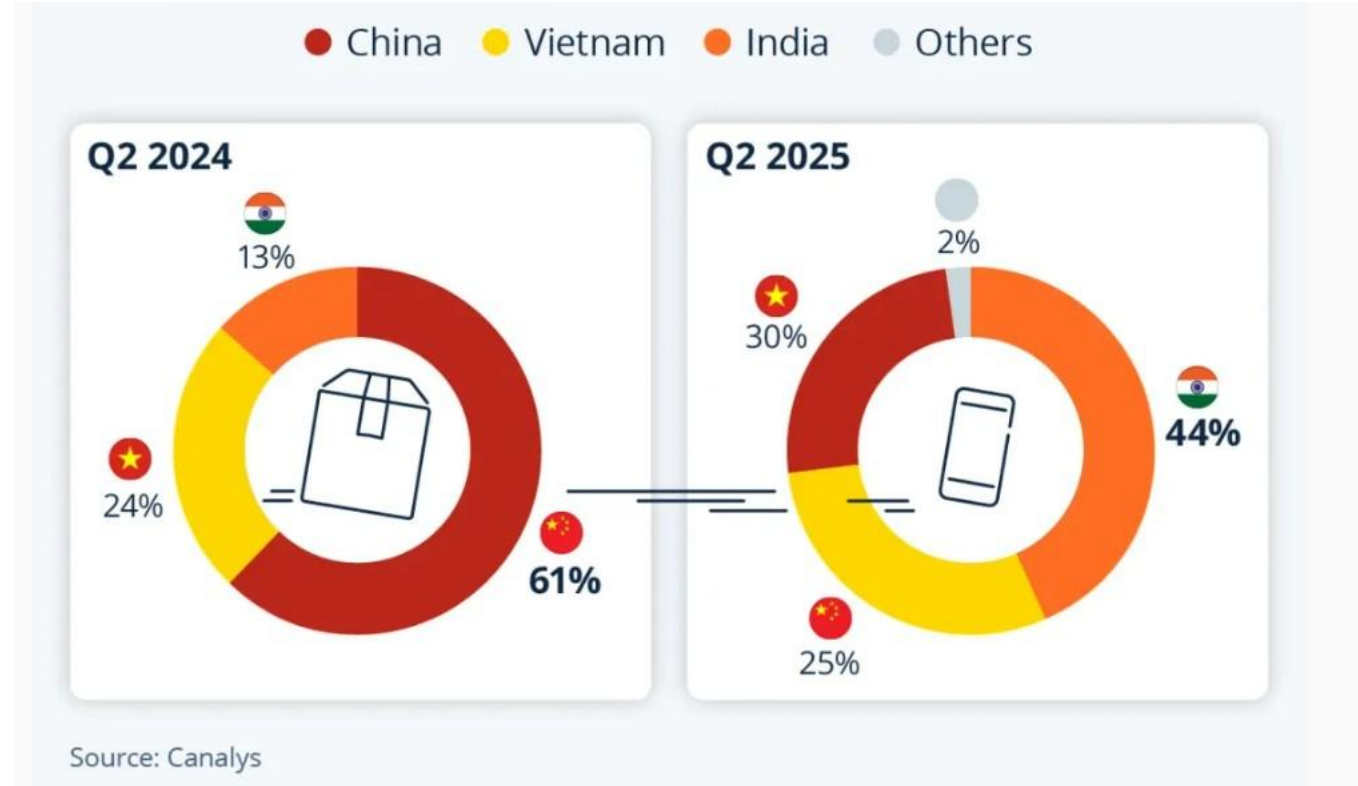 China Vietnam India Others
Q2 2024
13%
24%
61%
Q2 2025
2%
30%
44%
25%
Source: Canalys